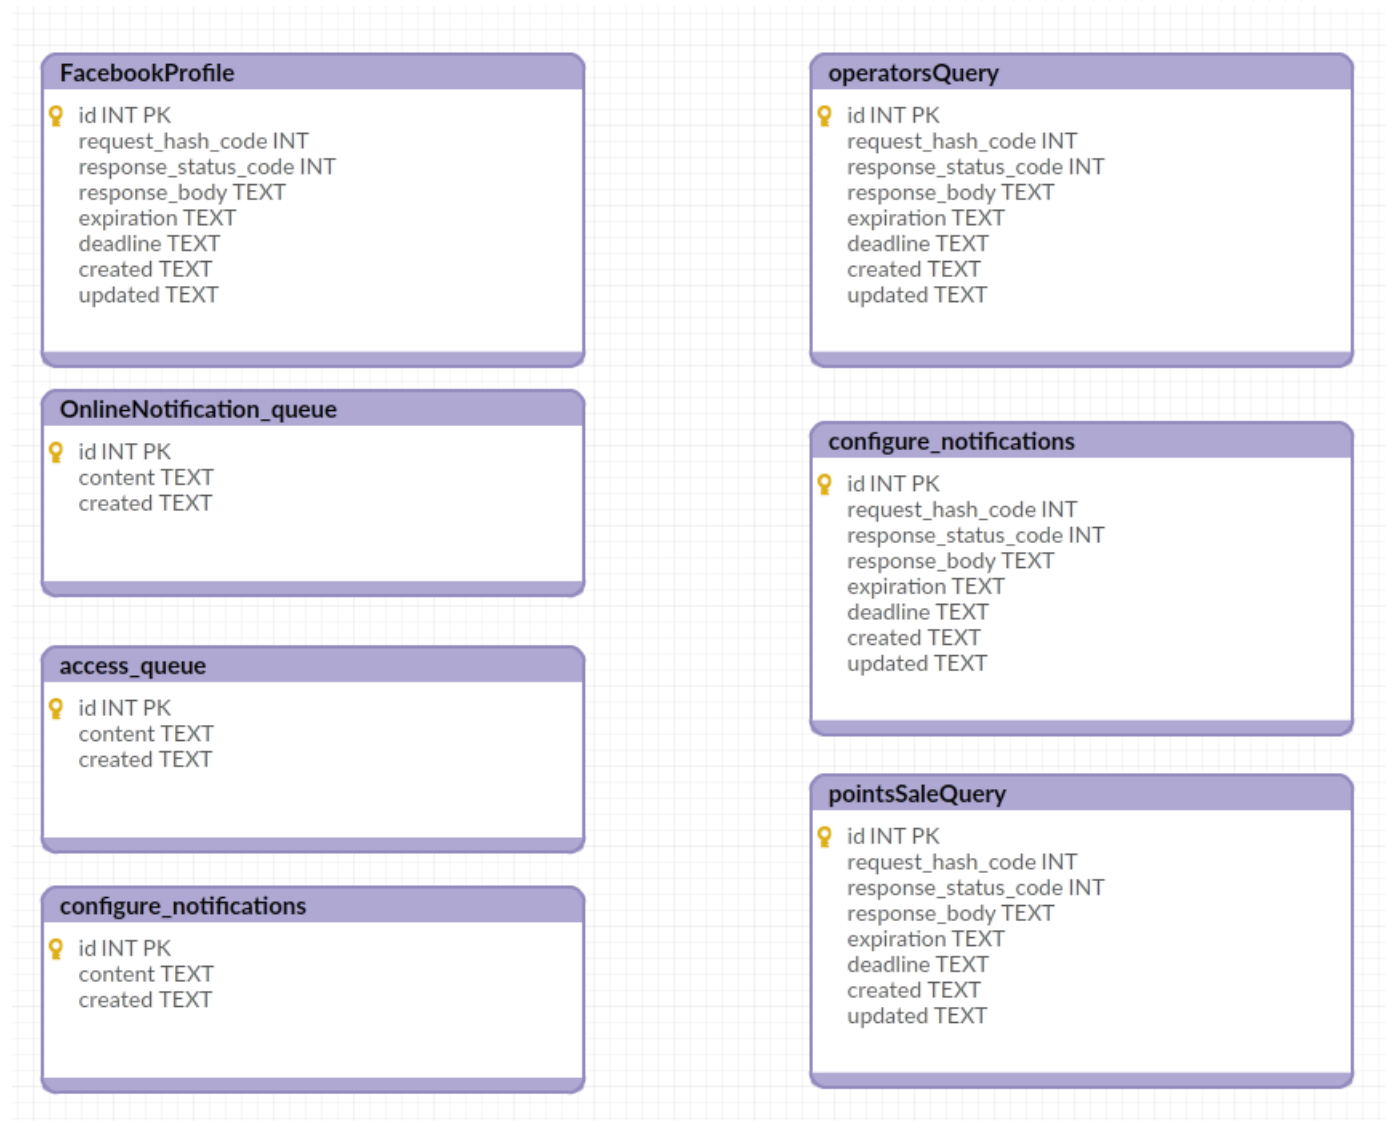 FacebookProfile
id INT PK
request_hash_code INT
response_status_code INT
response_body TEXT
expiration TEXT
deadline TEXT
created TEXT
updated TEXT
OnlineNotification_queue
id INT PK
content TEXT
created TEXT
access_queue
id INT PK
content TEXT
created TEXT
configure_notifications
id INT PK
content TEXT
created TEXT
operatorsQuery
id INT PK
request_hash_code INT
response_status_code INT
response_body TEXT
expiration TEXT
deadline TEXT
created TEXT
updated TEXT
configure_notifications
id INT PK
request_hash_code INT
response_status_code INT
response_body TEXT
expiration TEXT
deadline TEXT
created TEXT
updated TEXT
pointsSaleQuery
id INT PK
request_hash_code INT
response_status_code INT
response_body TEXT
expiration TEXT
deadline TEXT
created TEXT
updated TEXT